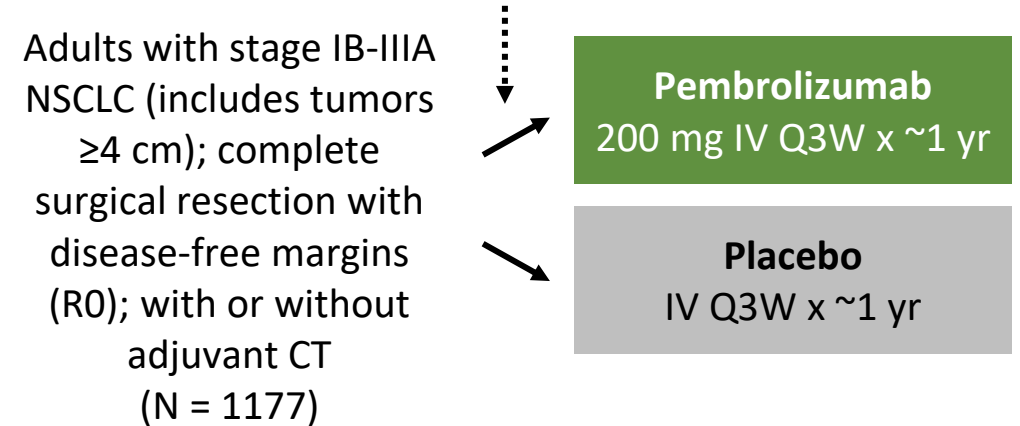 Adults with stage IB-IIIA
NSCLC (includes tumors
≥4 cm); complete
surgical resection with
disease-free margins
(R0); with or without
adjuvant CT
(N = 1177)
Pembrolizumab
200 mg IV Q3W x ~1 yr
Placebo
IV Q3W x ~1 yr